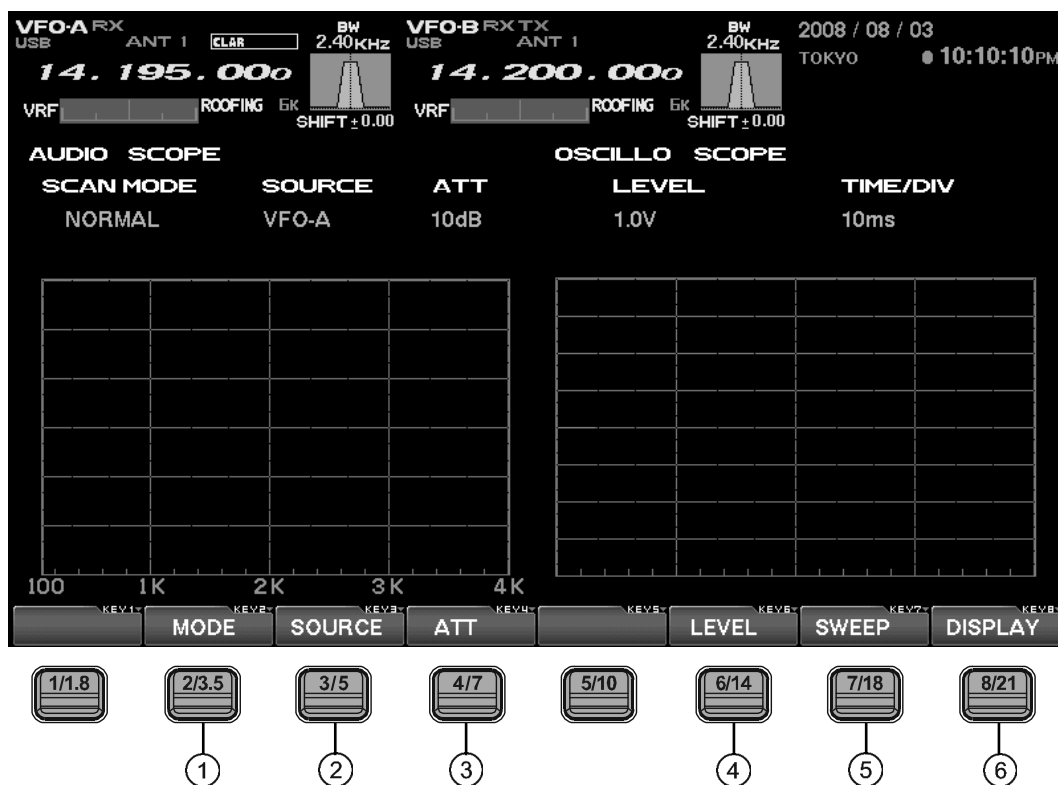 VFO-A RX BW VFO-B RX TX BW 2008 / 08 / 03
USB ANT 1 CLAR 2.40KHz USB ANT 1 2.40KHz TOKYO 10:10:10PM
14. 195. 000 14. 200. 000
VRF ROOFING 6K SHIFT ±0.00 VRF ROOFING 6K SHIFT ±0.00
AUDIO SCOPE OSCILLO SCOPE
SCAN MODE SOURCE ATT LEVEL TIME/DIV
NORMAL VFO-A 10dB 1.0V 10ms
100 1K 2K 3K 4K
KEY1 KEY2 KEY3 KEY4 KEY5 KEY6 KEY7 KEY8
MODE SOURCE ATT LEVEL SWEEP DISPLAY
1/1.8 2/3.5 3/5 4/7 5/10 6/14 7/18 8/21
① ② ③ ④ ⑤ ⑥